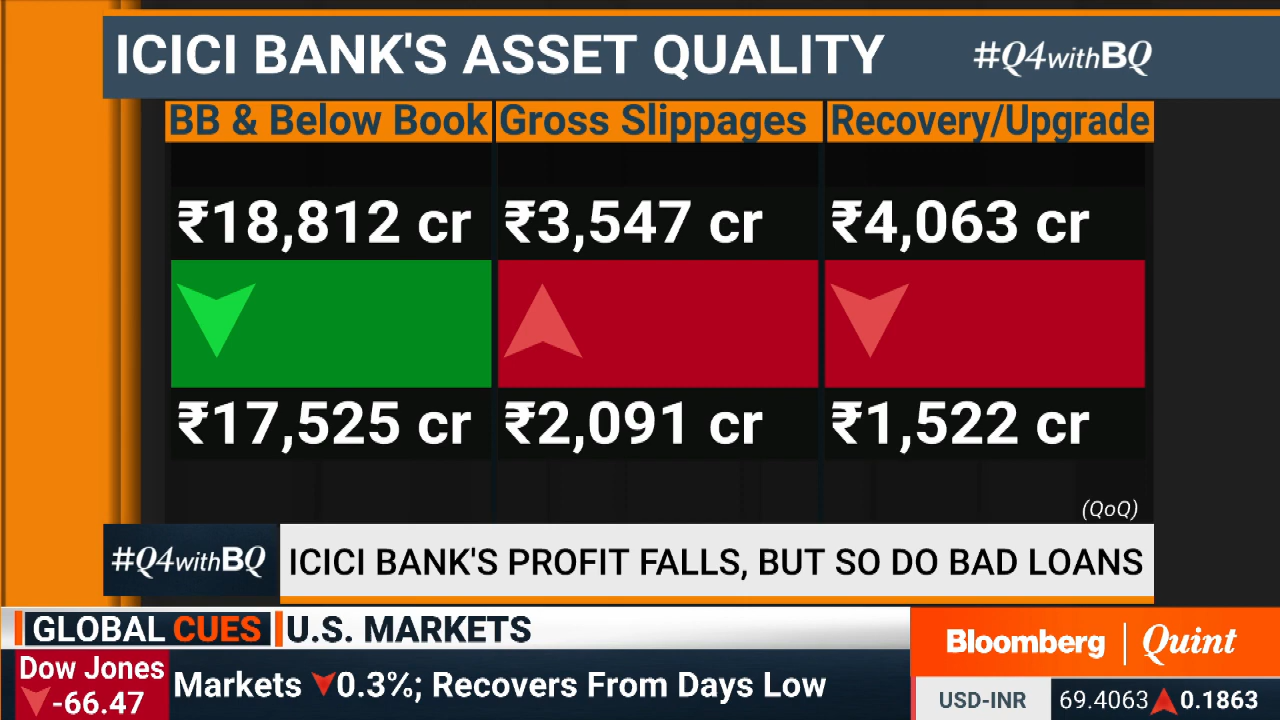 ICICI BANK'S ASSET QUALITY #Q4withBQ
BB & Below Book Gross Slippages Recovery/Upgrade
₹18,812 cr ₹3,547 cr ₹4,063 cr
₹17,525 cr ₹2,091 cr ₹1,522 cr
(QoQ)
#Q4withBQ ICICI BANK'S PROFIT FALLS, BUT SO DO BAD LOANS
GLOBAL CUES U.S. MARKETS
Bloomberg | Quint
Dow Jones
-66.47
Markets 0.3%; Recovers From Days Low
USD-INR 69.4063 0.1863